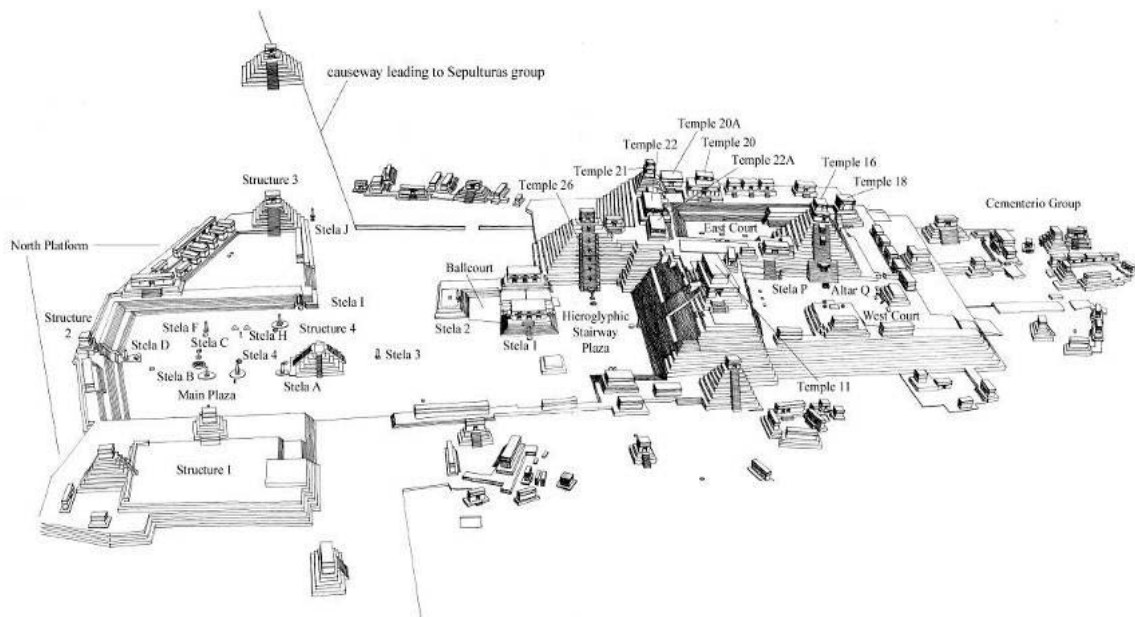 causeway leading to Sepulturas group
Temple 20A
Temple 22
Temple 20
Temple 22A
Temple 21
Temple 16
Temple 26
Temple 18
Structure 3
Cementerio Group
Stela J
East Court
North Platform
Ballcourt
Stela I
Stela P
Altar Q
Structure
2
Stela F
Stela H
Structure 4
Stela 2
Hieroglyphic
Stairway
Plaza
West Court
Stela C
Stela D
Stela 1
Stela 4
Stela 3
Stela B
Stela A
Temple 11
Main Plaza
Structure 1